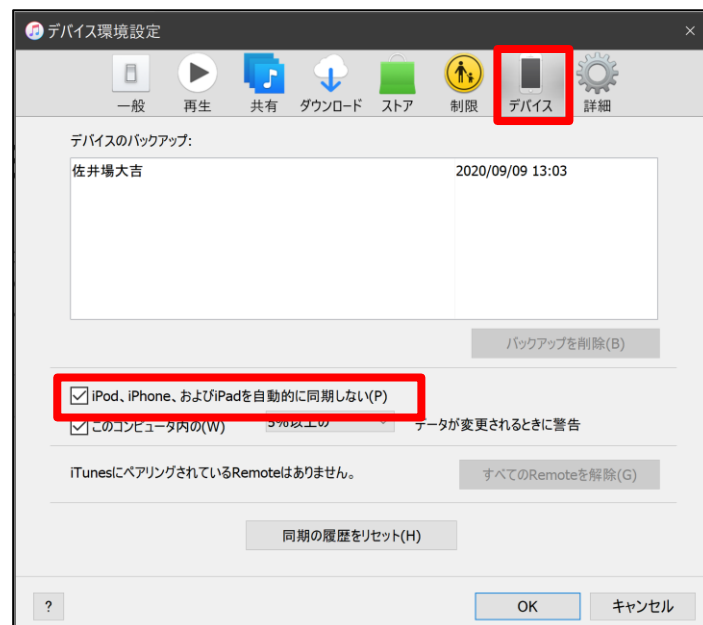 デバイス環境設定
一般 再生 共有 ダウンロード ストア 制限 デバイス 詳細
デバイスのバックアップ:
佐井場大吉 2020/09/09 13:03
バックアップを削除(B)
iPod、iPhone、およびiPadを自動的に同期しない(P)
このコンピュータ内の(W) 5%以上の データが変更されるときに警告
iTunesにペアリングされているRemoteはありません。 すべてのRemoteを解除(G)
同期の履歴をリセット(H)
? OK キャンセル